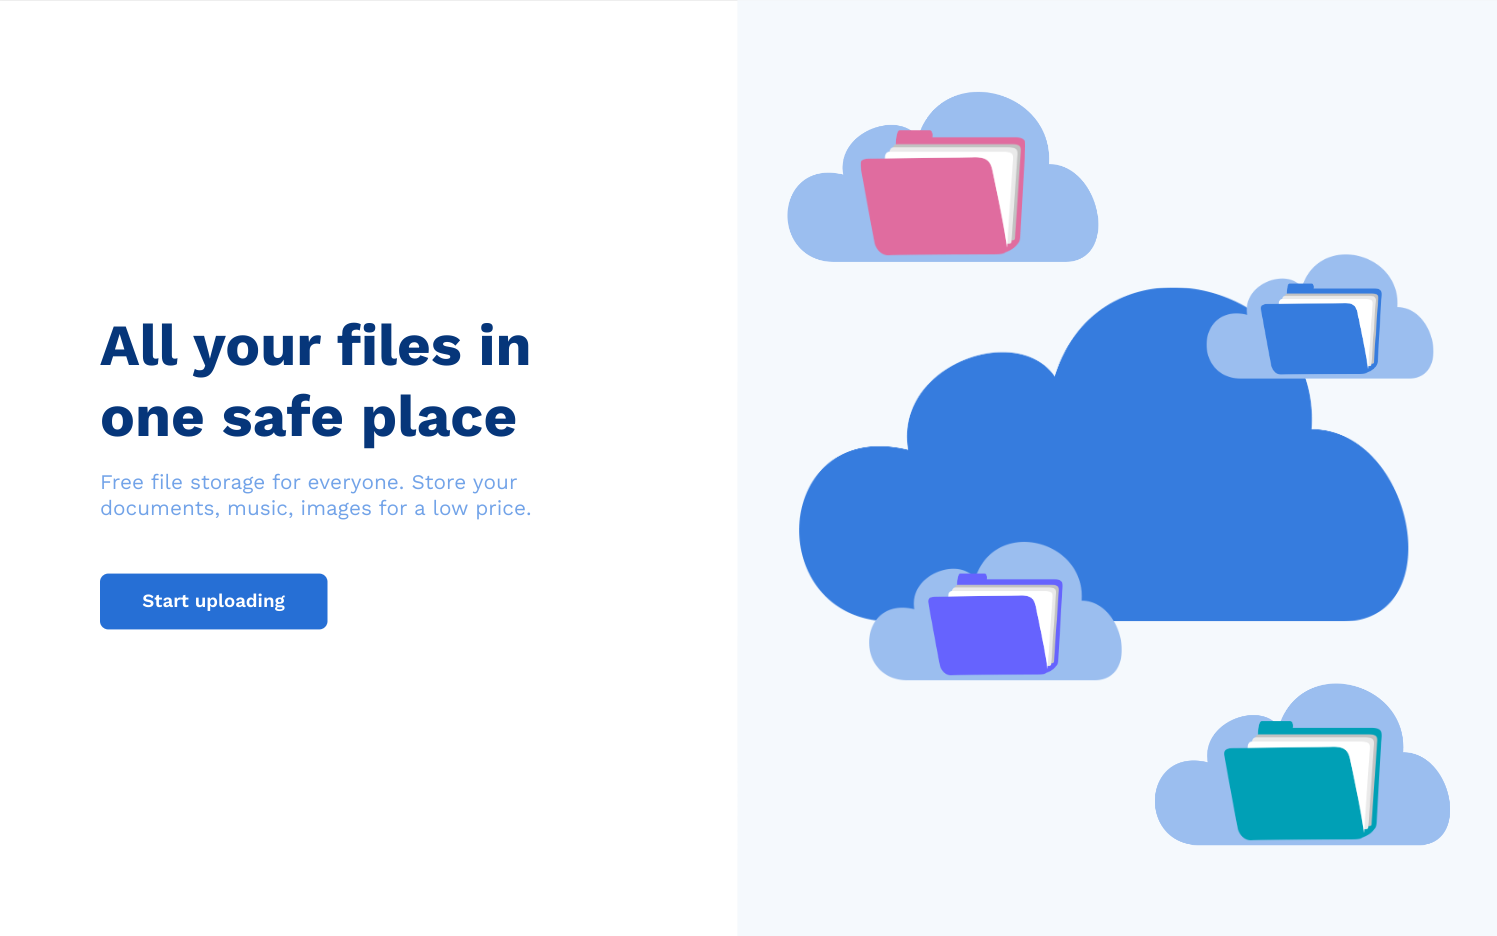 All your files in
one safe place
Free file storage for everyone. Store your
documents, music, images for a low price.
Start uploading